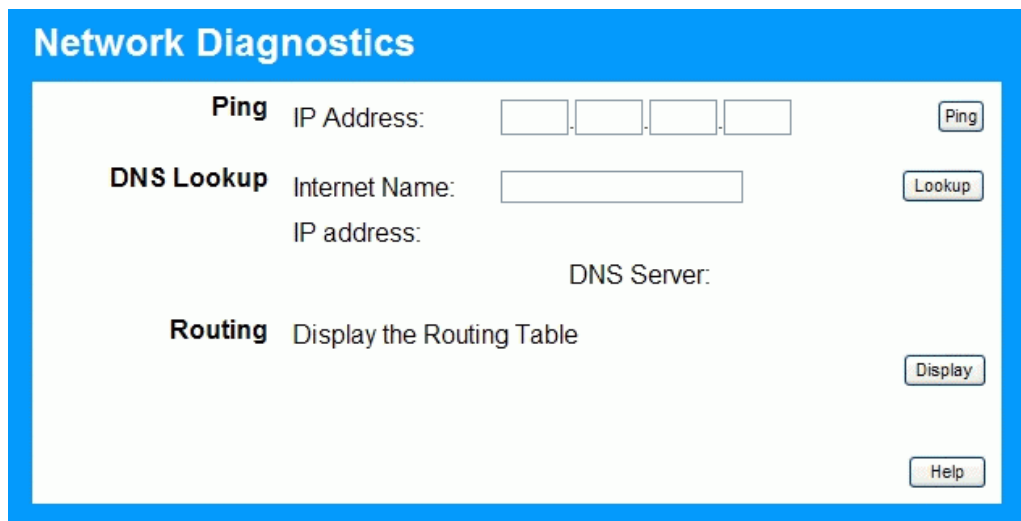 Network Diagnostics
Ping IP Address: . . . Ping
DNS Lookup Internet Name: Lookup
IP address:
DNS Server:
Routing Display the Routing Table
Display
Help